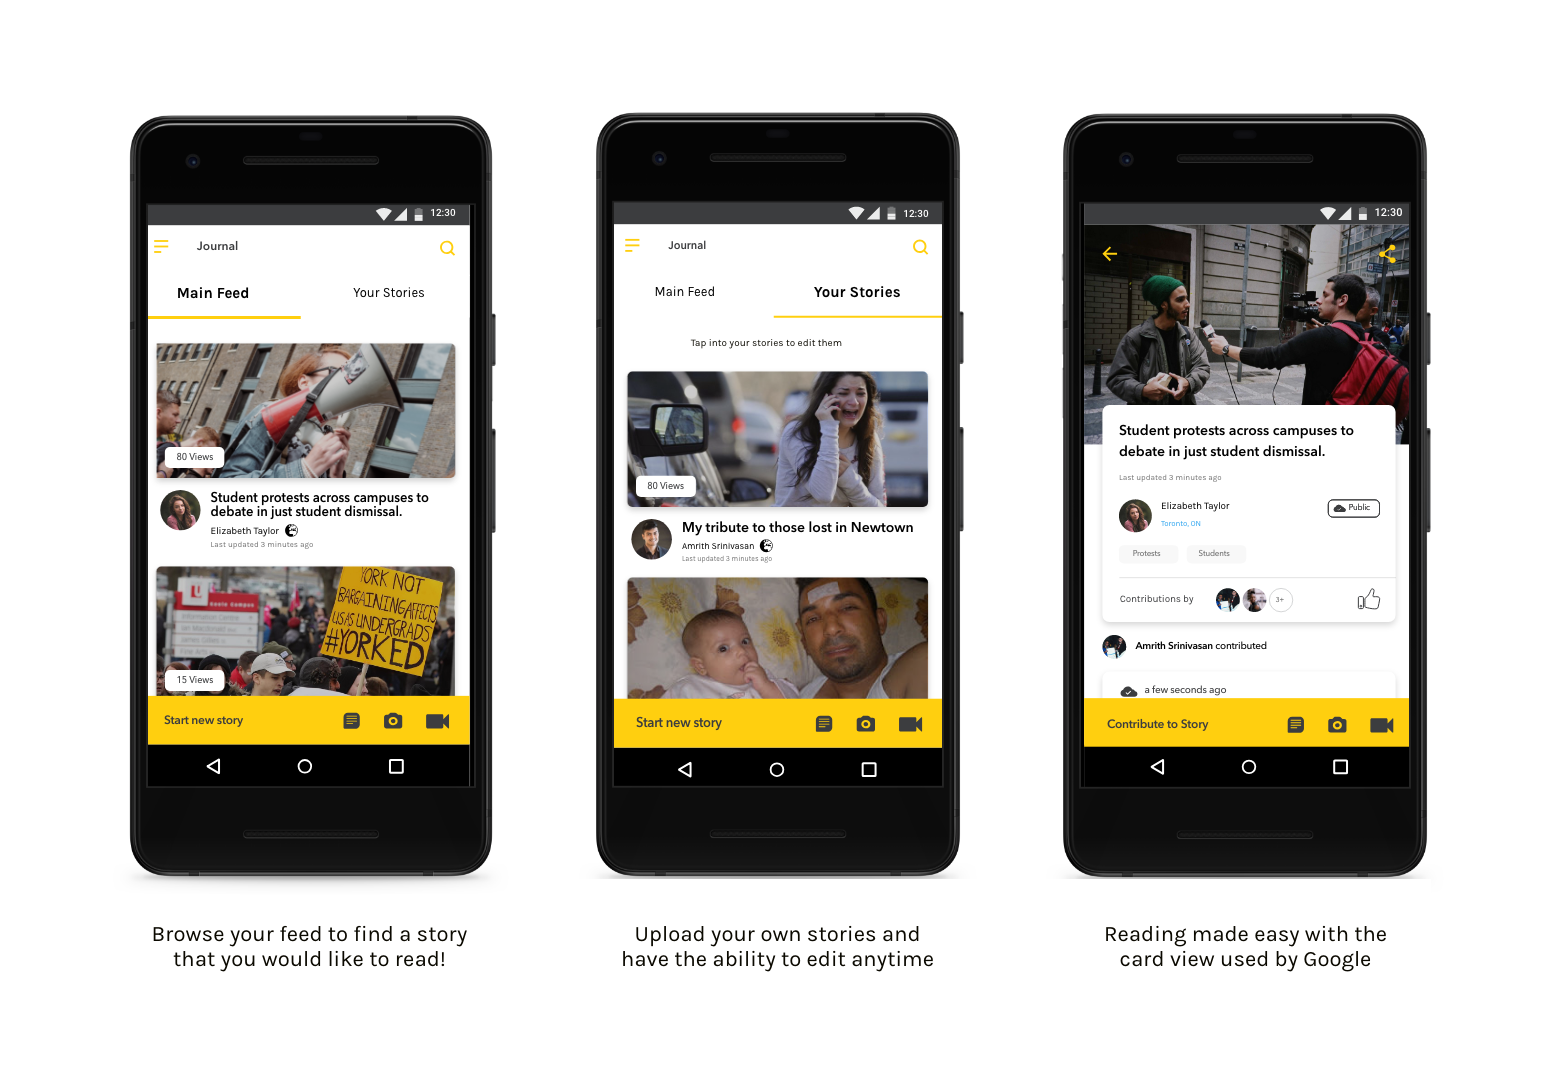 12:30
Journal
Main Feed
Your Stories
80 Views
Student protests across campuses to
debate in just student dismissal.
Elizabeth Taylor
Last updated 3 minutes ago
YORK NOT
BARGAINING AFFECTS
US AS UNDERGRADS
#YORKED
Keele Campus
15 Views
Start new story
Browse your feed to find a story
that you would like to read!
12:30
Journal
Main Feed
Your Stories
Tap into your stories to edit them
80 Views
My tribute to those lost in Newtown
Amrith Srinivasan
Last updated 3 minutes ago
Start new story
Upload your own stories and
have the ability to edit anytime
12:30
Student protests across campuses to
debate in just student dismissal.
Last updated 3 minutes ago
Elizabeth Taylor
Toronto, ON
Public
Protests
Students
Contributions by
3+
Amrith Srinivasan contributed
a few seconds ago
Contribute to Story
Reading made easy with the
card view used by Google